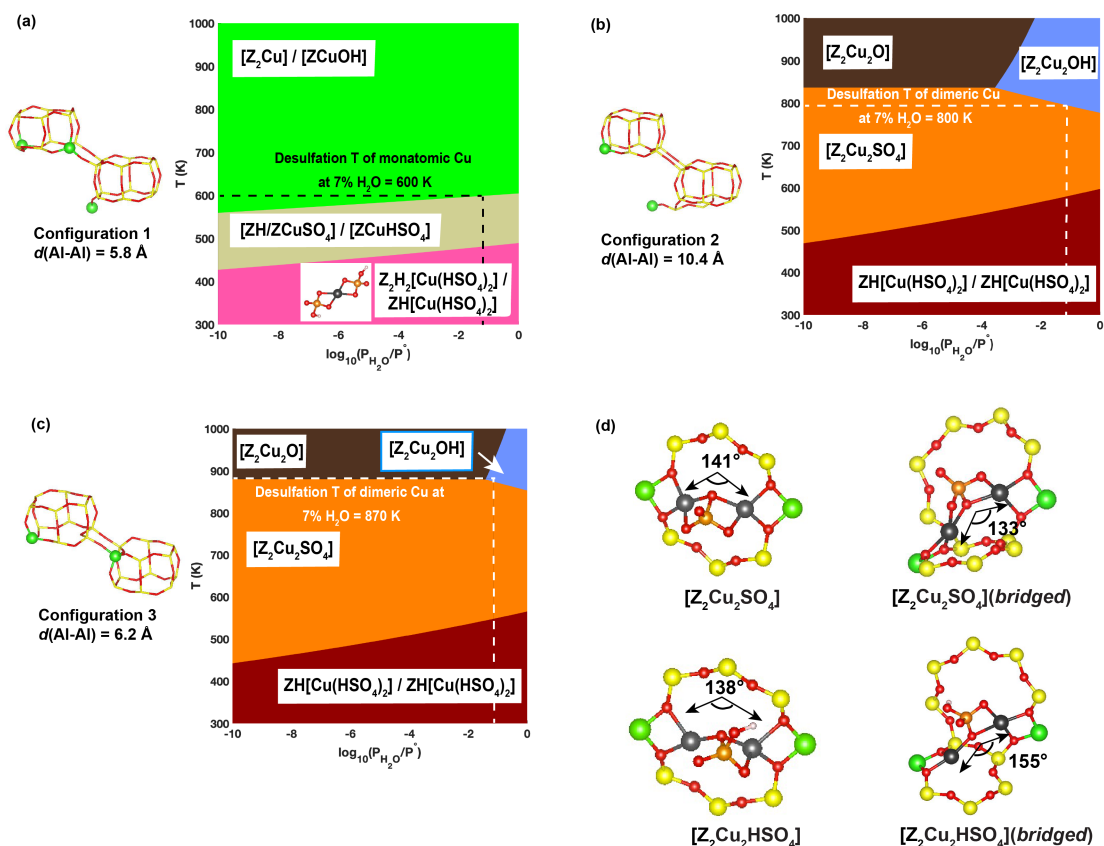 (a)
1000
900
800
700
600
500
400
300
T (K)
[Z₂Cu] / [ZCuOH]
Desulfation T of monatomic Cu
at 7% H₂O = 600 K
[ZH/ZCuSO₄] / [ZCuHSO₄]
Z₂H₂[Cu(HSO₄)₂] /
ZH[Cu(HSO₄)₂]
-10 -8 -6 -4 -2 0
log₁₀(P_H₂O/P°)
Configuration 1
d(Al-Al) = 5.8 Å
(b)
1000
900
800
700
600
500
400
300
T (K)
[Z₂Cu₂O]
[Z₂Cu₂OH]
Desulfation T of dimeric Cu
at 7% H₂O = 800 K
[Z₂Cu₂SO₄]
ZH[Cu(HSO₄)₂] / ZH[Cu(HSO₄)₂]
-10 -8 -6 -4 -2 0
log₁₀(P_H₂O/P°)
Configuration 2
d(Al-Al) = 10.4 Å
(c)
1000
900
800
700
600
500
400
300
T (K)
[Z₂Cu₂O]
[Z₂Cu₂OH]
Desulfation T of dimeric Cu at
7% H₂O = 870 K
[Z₂Cu₂SO₄]
ZH[Cu(HSO₄)₂] / ZH[Cu(HSO₄)₂]
-10 -8 -6 -4 -2 0
log₁₀(P_H₂O/P°)
Configuration 3
d(Al-Al) = 6.2 Å
(d)
141°
[Z₂Cu₂SO₄]
133°
[Z₂Cu₂SO₄](bridged)
138°
[Z₂Cu₂HSO₄]
155°
[Z₂Cu₂HSO₄](bridged)